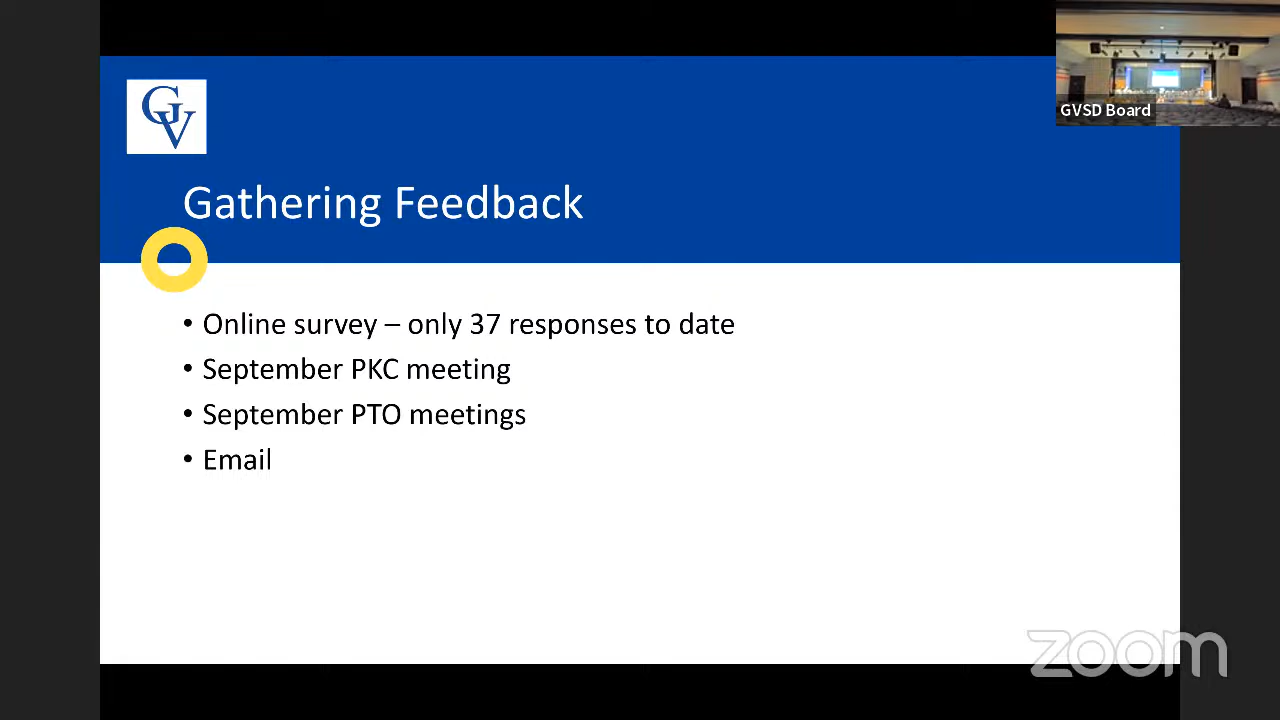 GV
GVSD Board
Gathering Feedback
• Online survey – only 37 responses to date
• September PKC meeting
• September PTO meetings
• Email
zoom